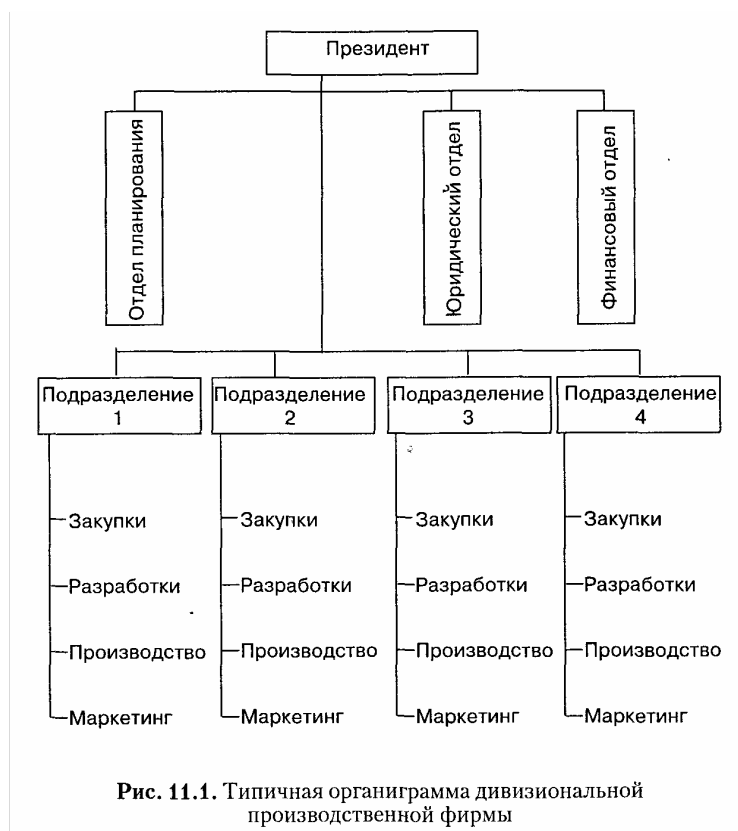 Президент
Отдел планирования
Юридический отдел
Финансовый отдел
Подразделение
1
Подразделение
2
Подразделение
3
Подразделение
4
Закупки
Закупки
Закупки
Закупки
Разработки
Разработки
Разработки
Разработки
Производство
Производство
Производство
Производство
Маркетинг
Маркетинг
Маркетинг
Маркетинг
Рис. 11.1. Типичная органиграмма дивизиональной
производственной фирмы